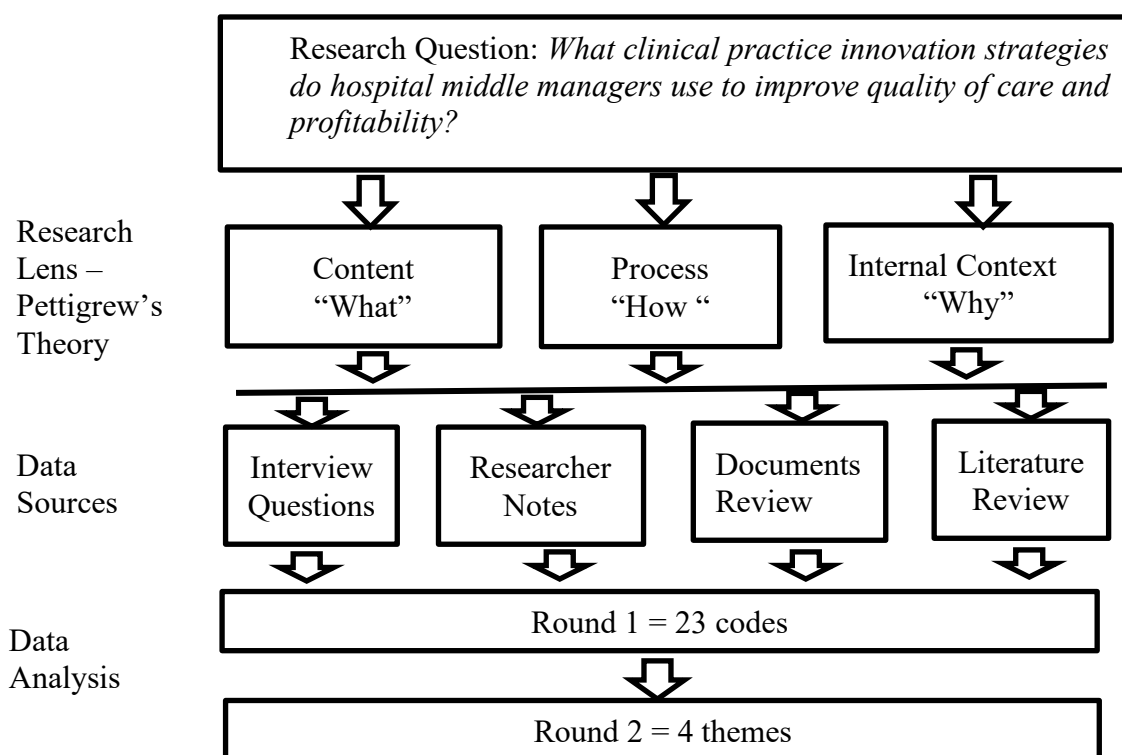 Research Question: What clinical practice innovation strategies
do hospital middle managers use to improve quality of care and
profitability?
Research
Lens –
Pettigrew’s
Theory
Content
“What”
Process
“How “
Internal Context
“Why”
Data
Sources
Interview
Questions
Researcher
Notes
Documents
Review
Literature
Review
Data
Analysis
Round 1 = 23 codes
Round 2 = 4 themes